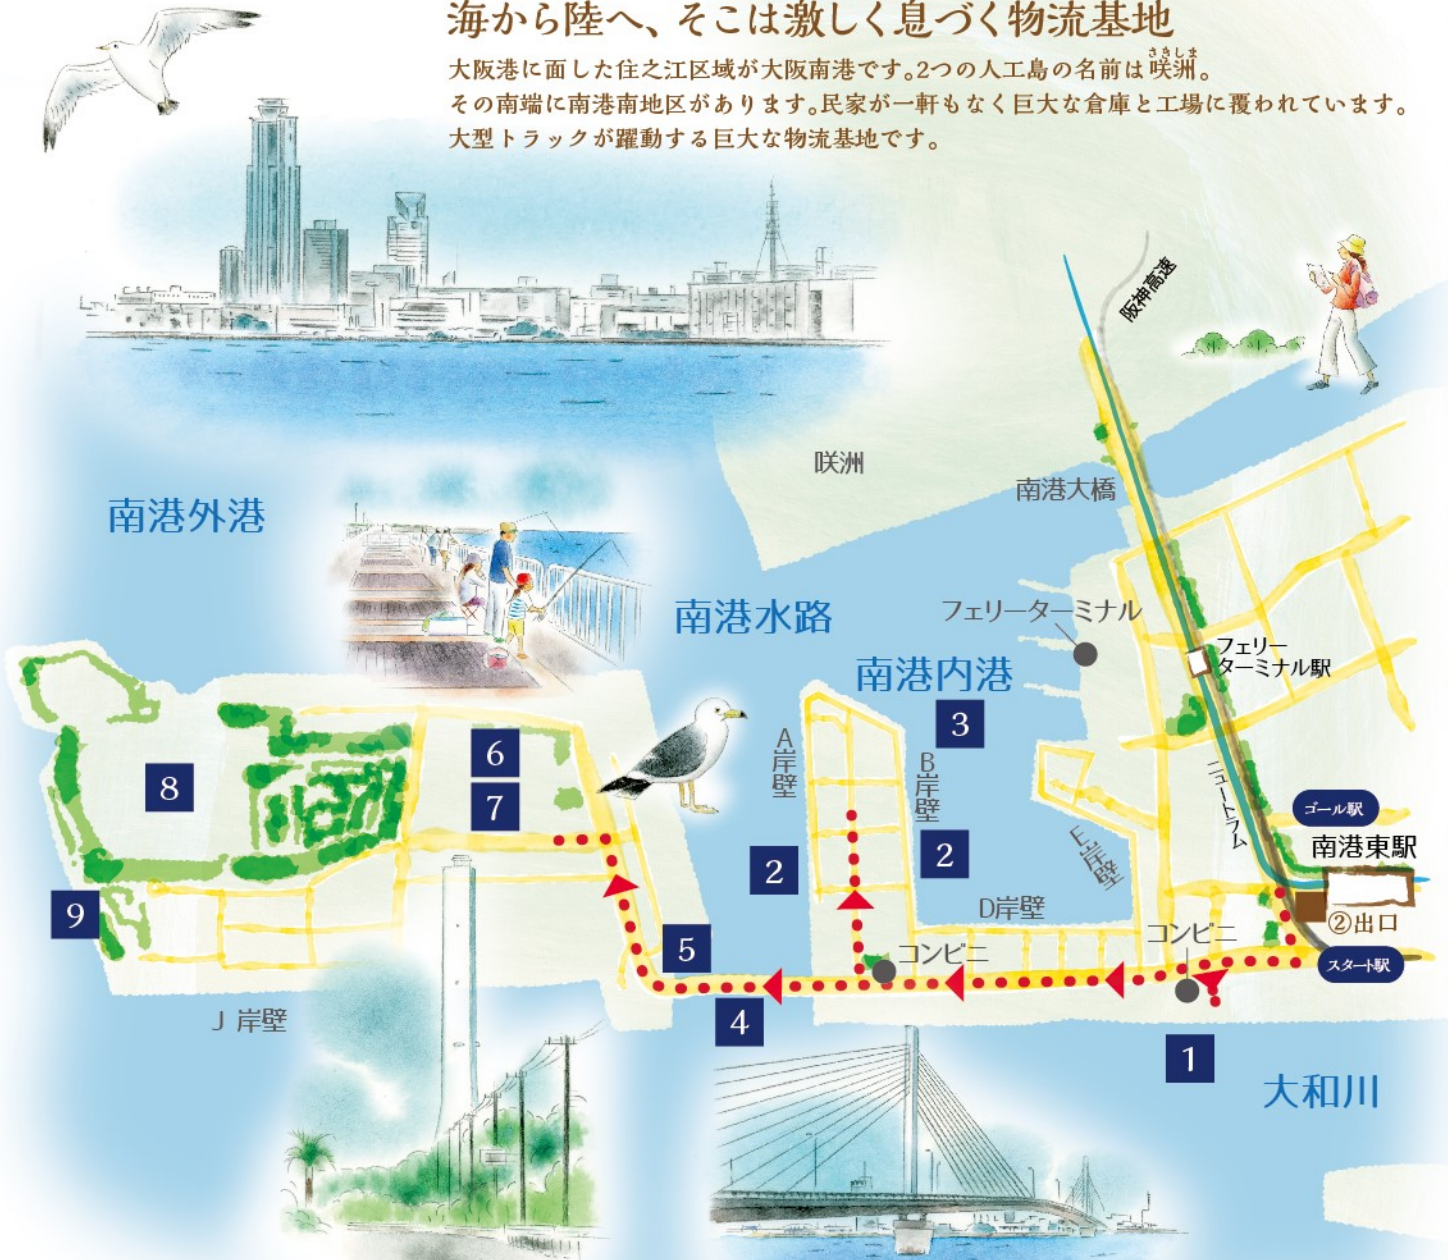 海から陸へ、そこは激しく息づく物流基地
さきしま
大阪港に面した住之江区域が大阪南港です。2つの人工島の名前は咲洲。
その南端に南港南地区があります。民家が一軒もなく巨大な倉庫と工場に覆われています。
大型トラックが躍動する巨大な物流基地です。
阪神高速
咲洲
南港大橋
南港外港
南港水路
フェリーターミナル
フェリー
ターミナル駅
南港内港
3
A岸壁
B岸壁
6
7
8
ニュートラム
ゴール駅
南港東駅
E岸壁
2
2
9
D岸壁
②出口
コンビニ
コンビニ
5
スタート駅
J岸壁
4
1
大和川